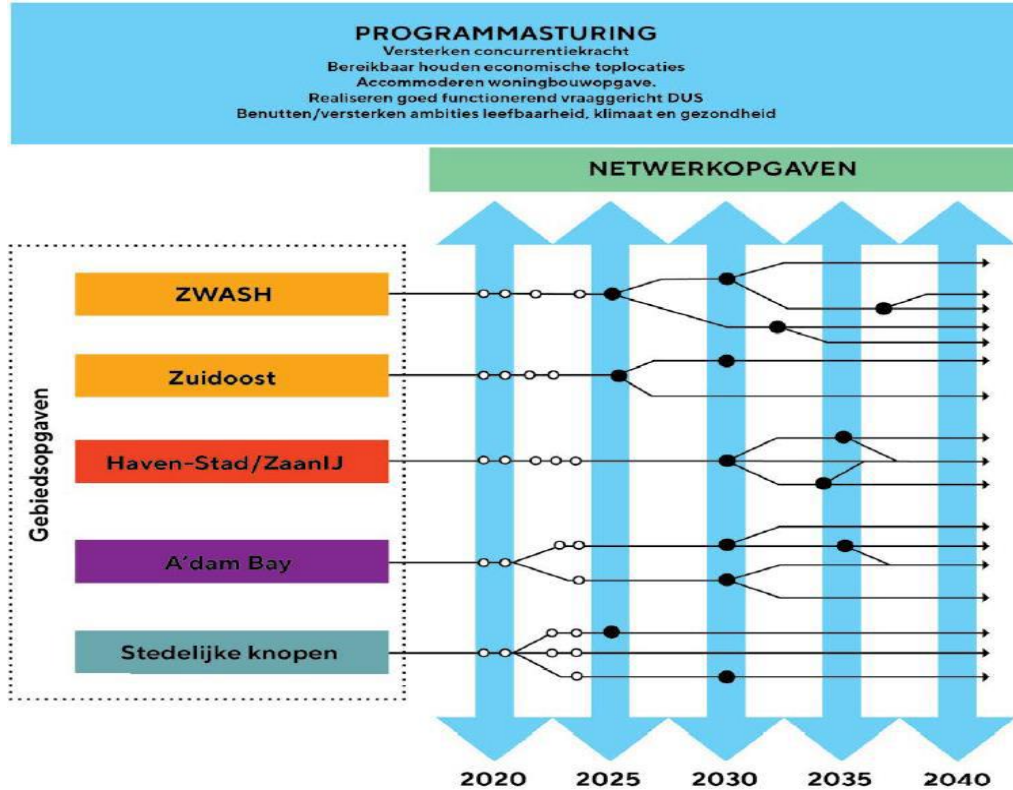 PROGRAMMASTURING
Versterken concurrentiekracht
Bereikbaar houden economische toplocaties
Accommoderen woningbouwopgave.
Realiseren goed functionerend vraaggericht DUS
Benutten/versterken ambities leefbaarheid, klimaat en gezondheid
NETWERKOPGAVEN
Gebiedsopgaven
ZWASH
Zuidoost
Haven-Stad/ZaanIJ
A'dam Bay
Stedelijke knopen
2020 2025 2030 2035 2040